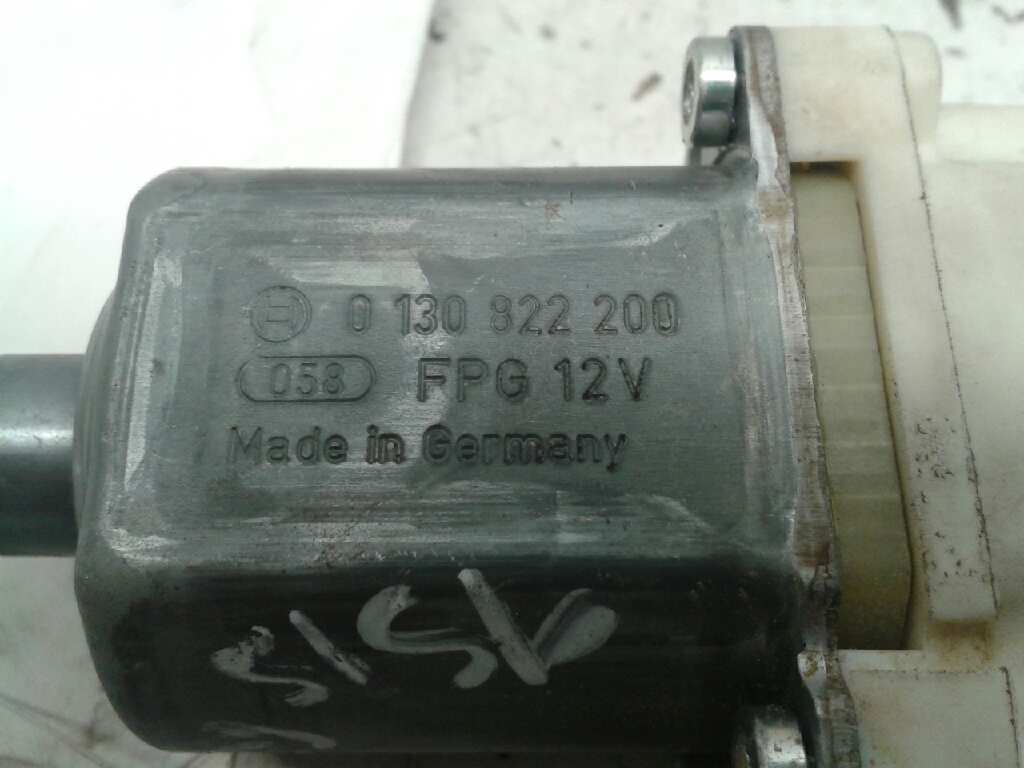 0 130 822 200
058 FPG 12V
Made in Germany